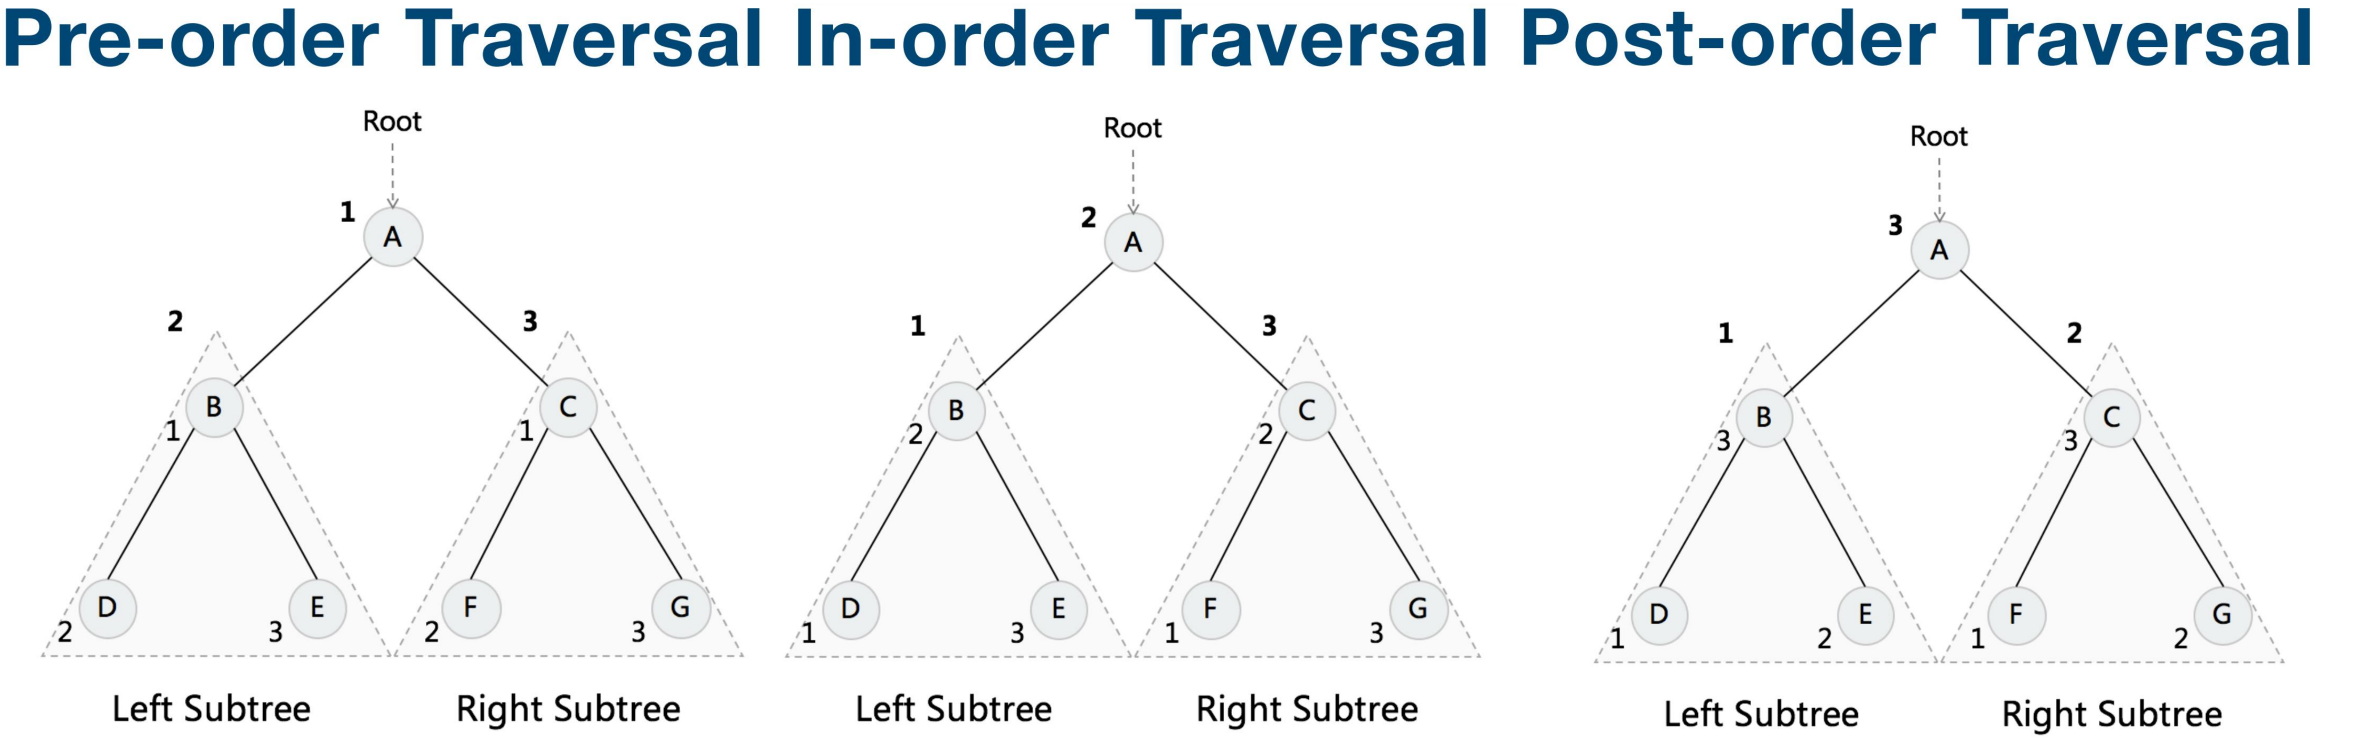 Pre-order Traversal In-order Traversal Post-order Traversal
Root
1
A
2
3
B
1
C
1
D
2
E
3
F
2
G
3
Left Subtree
Right Subtree
Root
2
A
1
3
B
2
C
2
D
1
E
3
F
1
G
3
Left Subtree
Right Subtree
Root
3
A
1
2
B
3
C
3
D
1
E
2
F
1
G
2
Left Subtree
Right Subtree